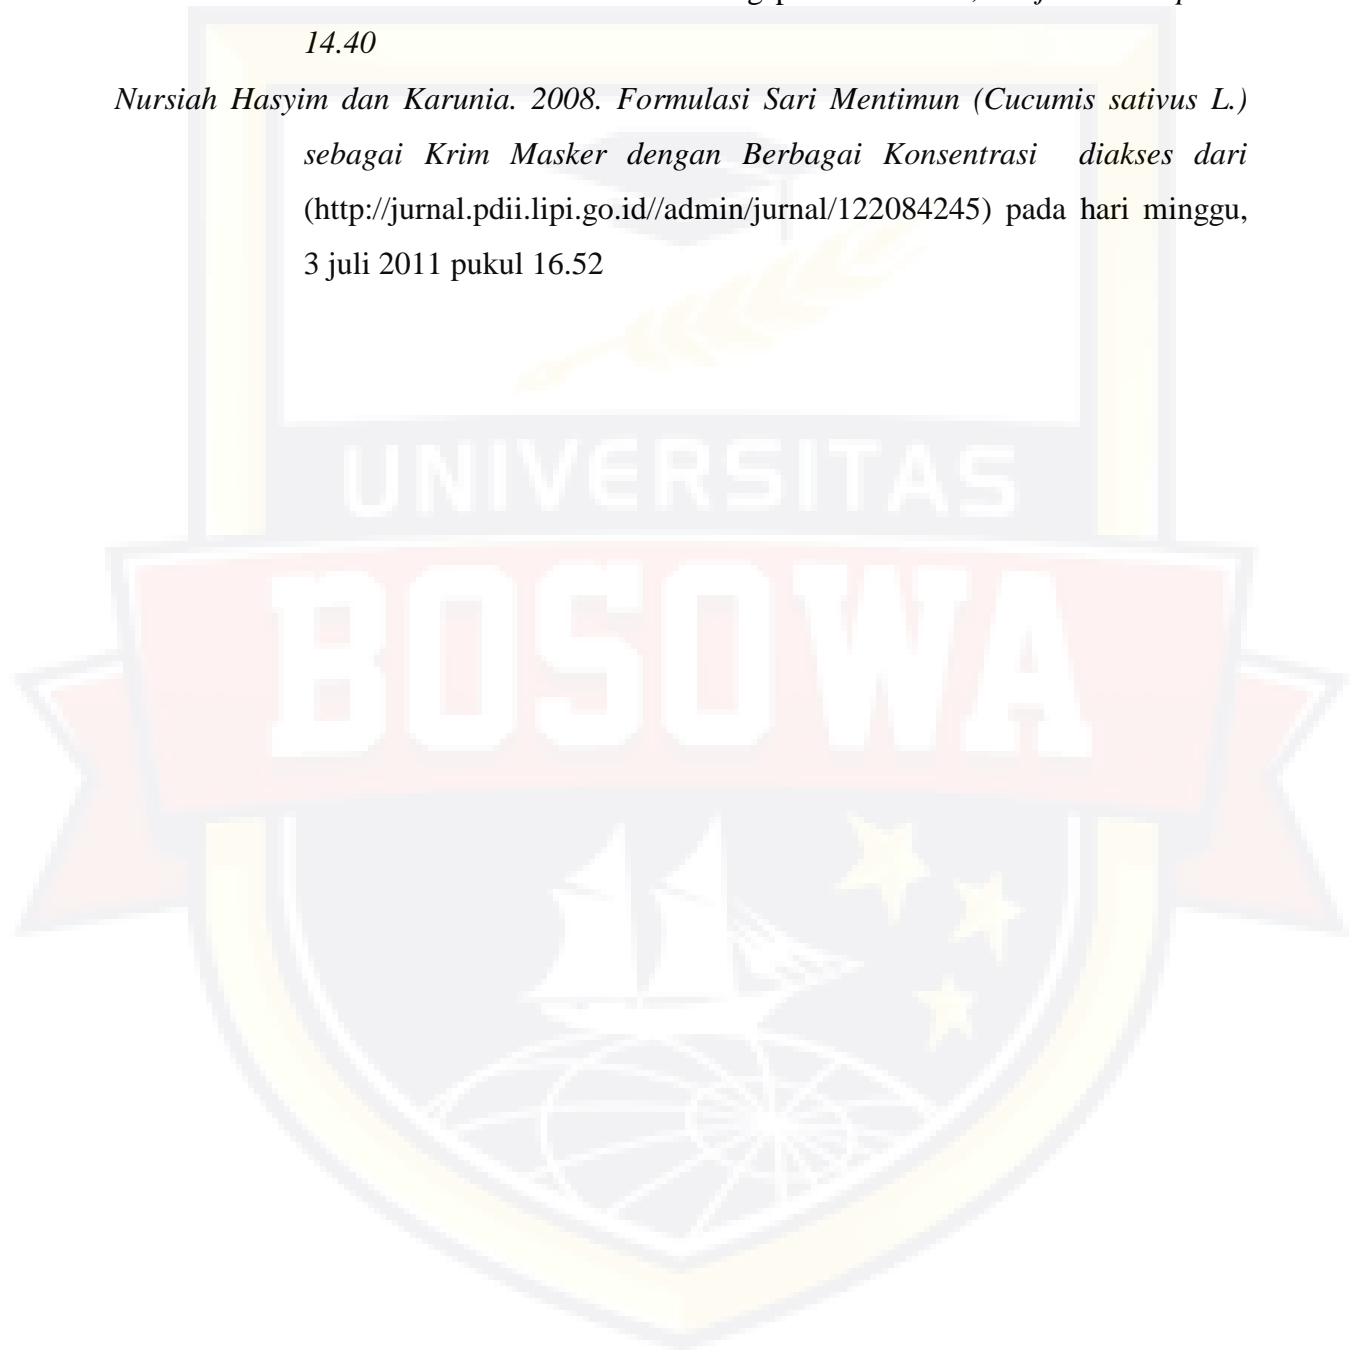 14.40
Nursiah Hasyim dan Karunia. 2008. Formulasi Sari Mentimun (Cucumis sativus L.)
sebagai Krim Masker dengan Berbagai Konsentrasi diakses dari
(http://jurnal.pdii.lipi.go.id//admin/jurnal/122084245) pada hari minggu,
3 juli 2011 pukul 16.52
UNIVERSITAS
BOSOWA